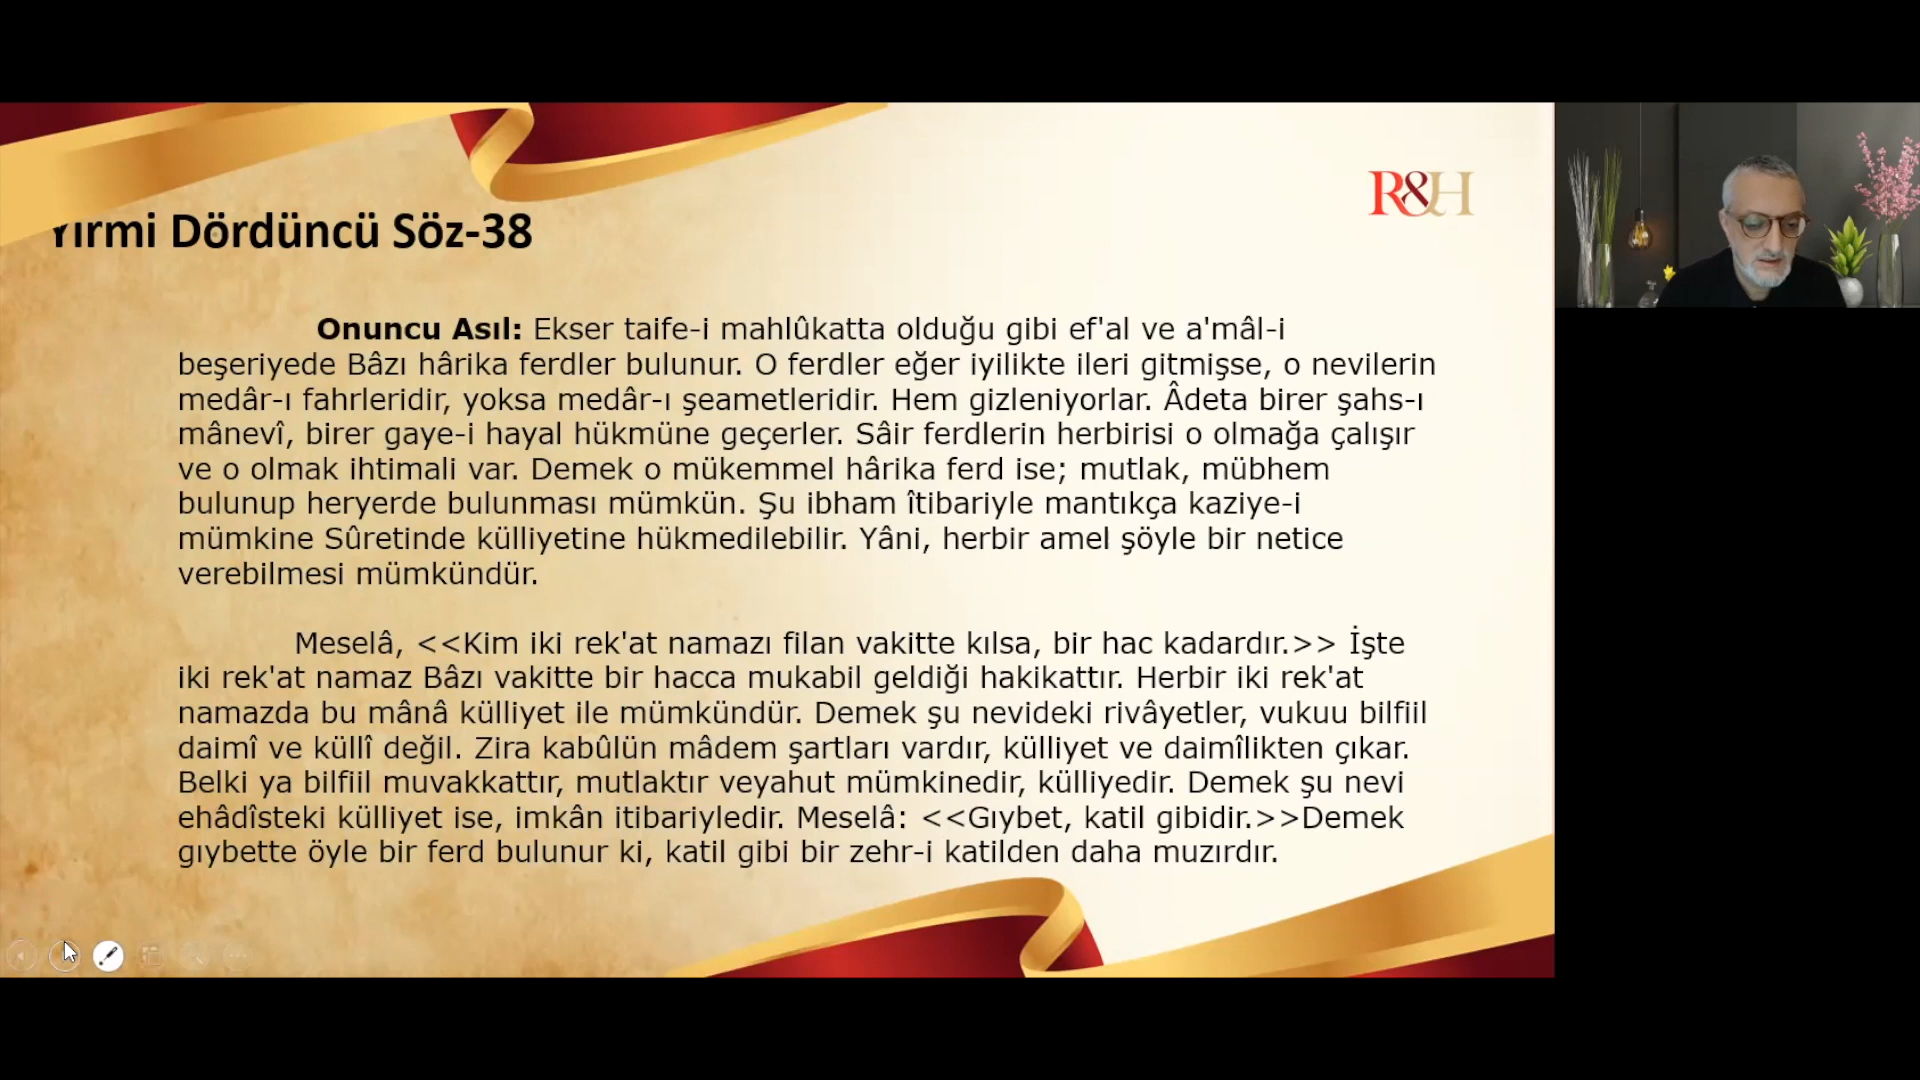 R&H
Yirmi Dördüncü Söz-38
Onuncu Asıl: Ekser taife-i mahlûkatta olduğu gibi ef'al ve a'mâl-i
beşeriyede Bâzı hârika ferdler bulunur. O ferdler eğer iyilikte ileri gitmişse, o nevilerin
medâr-ı fahrleridir, yoksa medâr-ı şeametleridir. Hem gizleniyorlar. Âdeta birer şahs-ı
mânevî, birer gaye-i hayal hükmüne geçerler. Sâir ferdlerin herbirisi o olmağa çalışır
ve o olmak ihtimali var. Demek o mükemmel hârika ferd ise; mutlak, mübhem
bulunup heryerde bulunması mümkün. Şu ibham îtibariyle mantıkça kaziye-i
mümkine Sûretinde külliyetine hükmedilebilir. Yâni, herbir amel şöyle bir netice
verebilmesi mümkündür.
Meselâ, <<Kim iki rek'at namazı filan vakitte kılsa, bir hac kadardır.>> İşte
iki rek'at namaz Bâzı vakitte bir hacca mukabil geldiği hakikattır. Herbir iki rek'at
namazda bu mânâ külliyet ile mümkündür. Demek şu nevideki rivâyetler, vukuu bilfiil
daimî ve küllî değil. Zira kabûlün mâdem şartları vardır, külliyet ve daimîlikten çıkar.
Belki ya bilfiil muvakkattır, mutlaktır veyahut mümkinedir, külliyedir. Demek şu nevi
ehâdîsteki külliyet ise, imkân itibariyledir. Meselâ: <<Gıybet, katil gibidir.>>Demek
gıybette öyle bir ferd bulunur ki, katil gibi bir zehr-i katilden daha muzırdır.